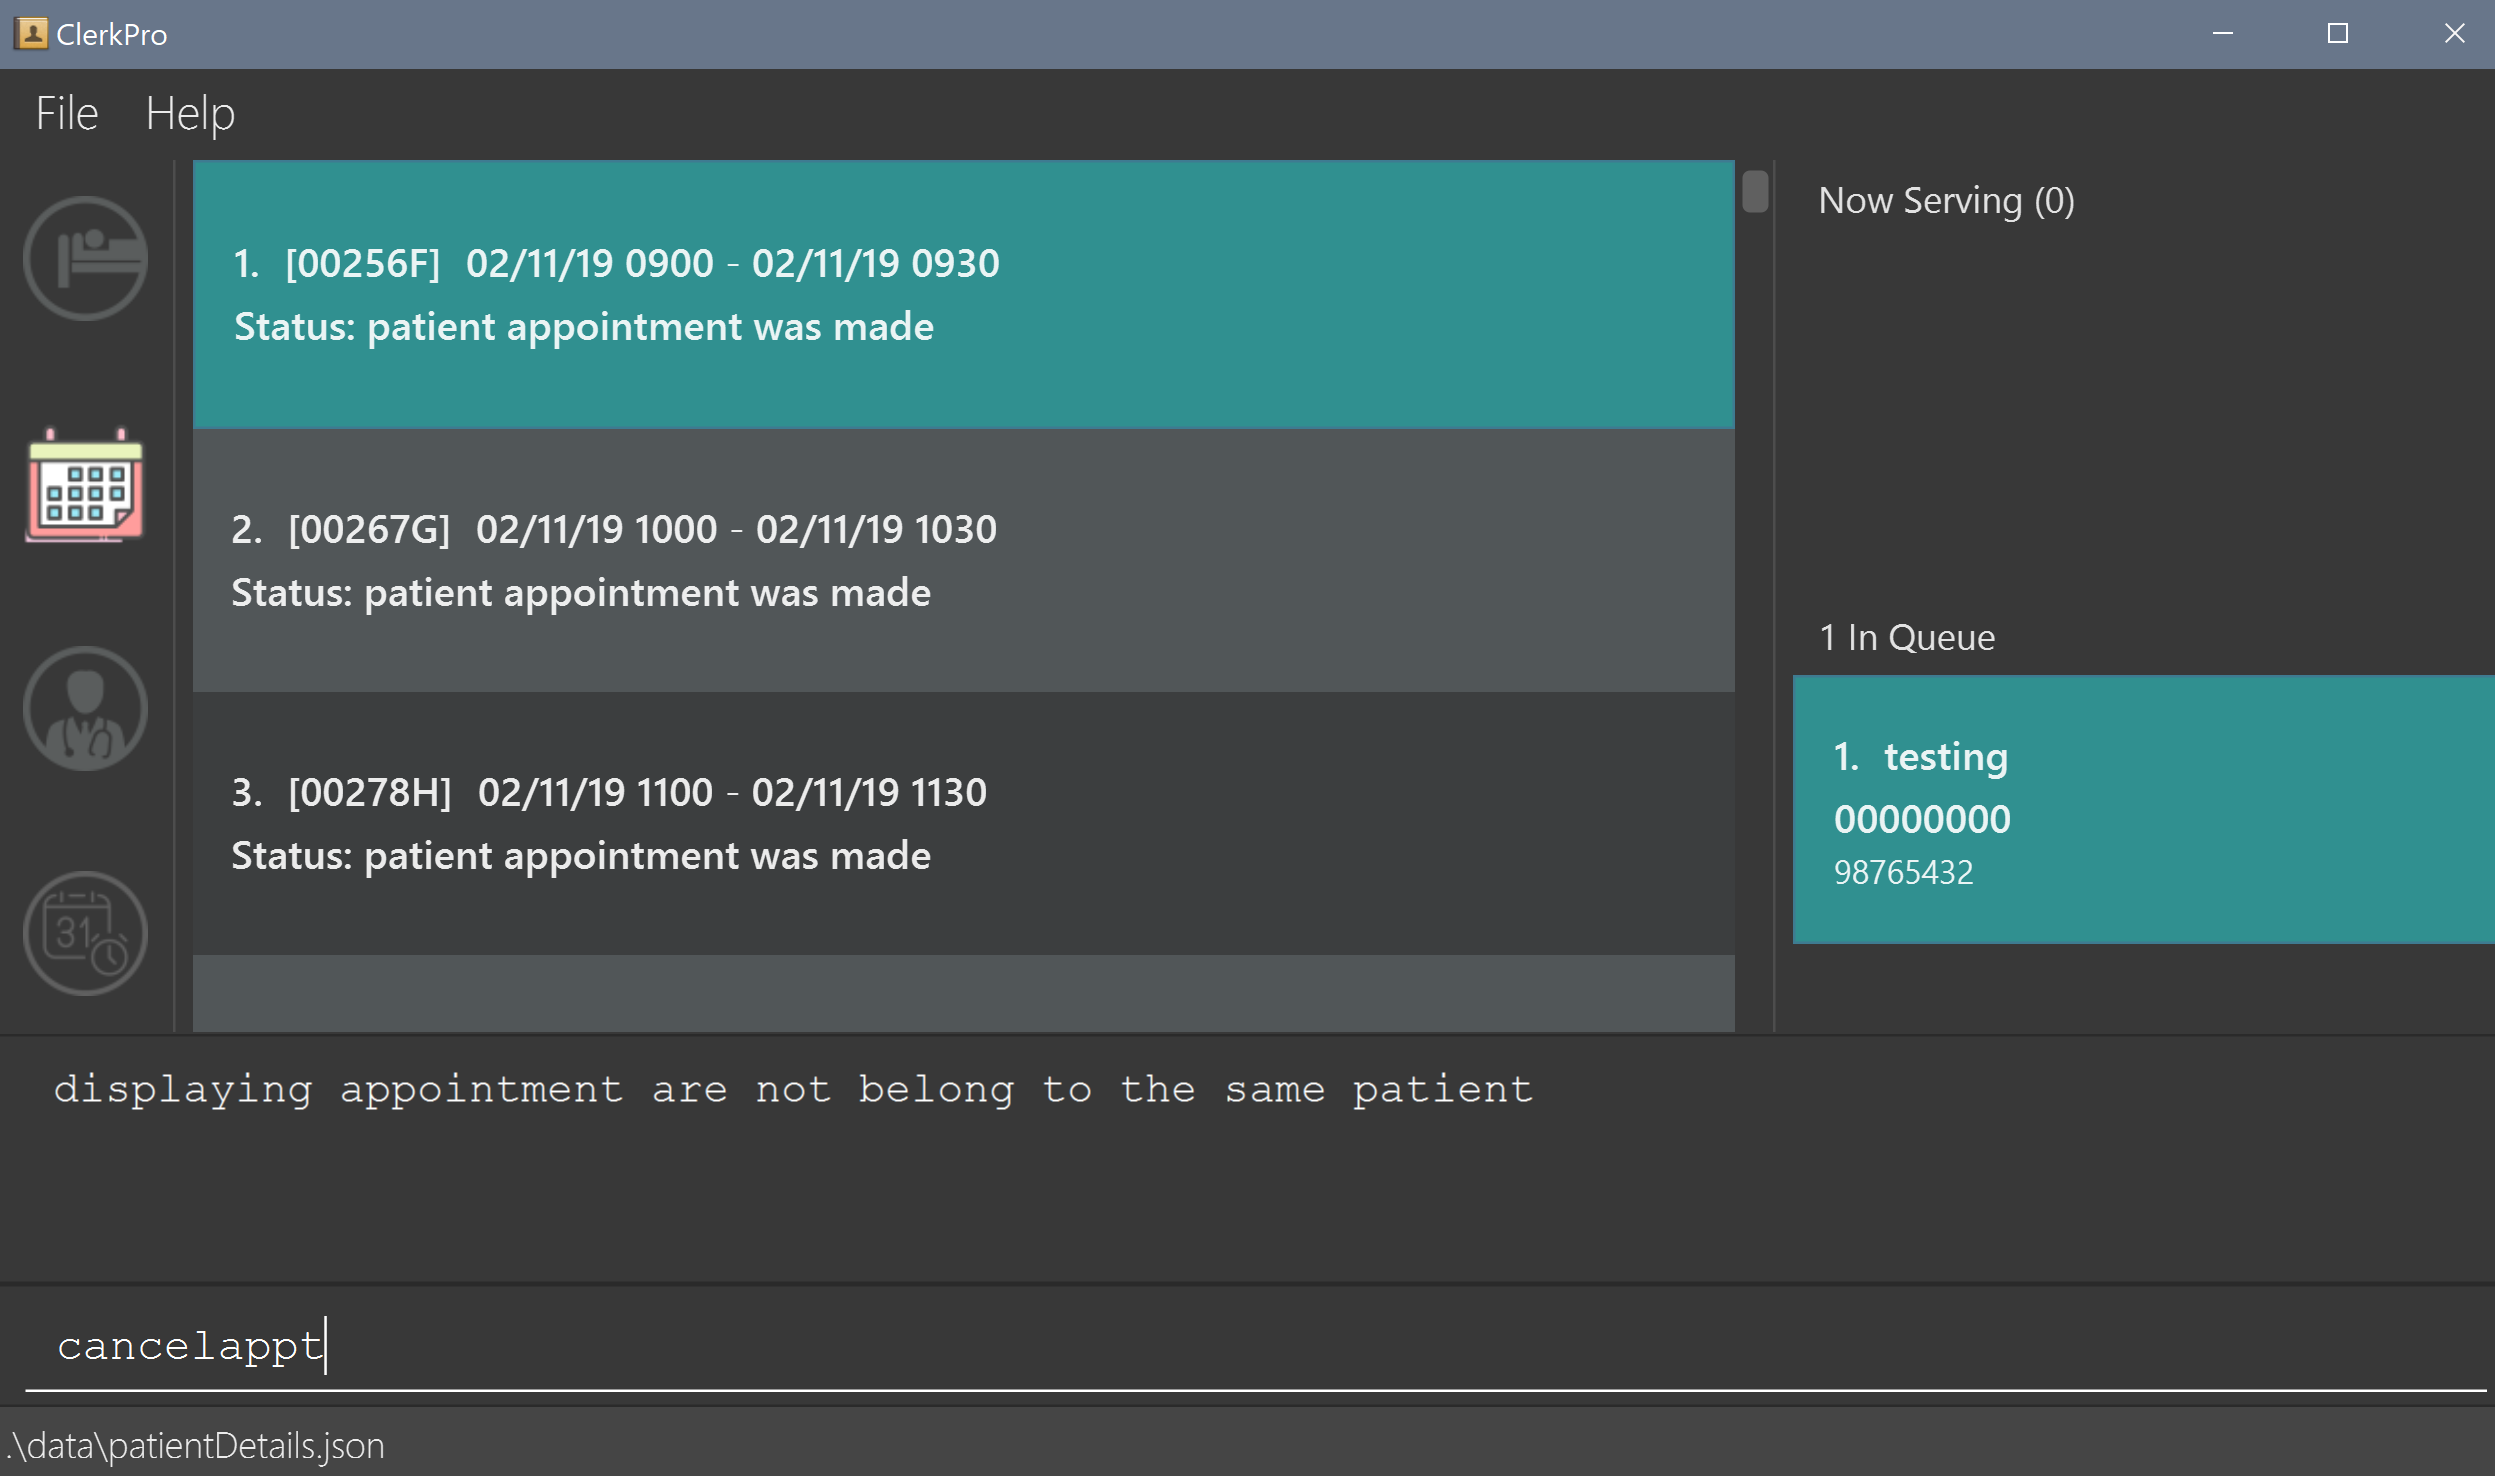 ClerkPro
File Help
1. [00256F] 02/11/19 0900 - 02/11/19 0930
Status: patient appointment was made
2. [00267G] 02/11/19 1000 - 02/11/19 1030
Status: patient appointment was made
3. [00278H] 02/11/19 1100 - 02/11/19 1130
Status: patient appointment was made
31
Now Serving (0)
1 In Queue
1. testing
00000000
98765432
displaying appointment are not belong to the same patient
cancelappt
.\data\patientDetails.json